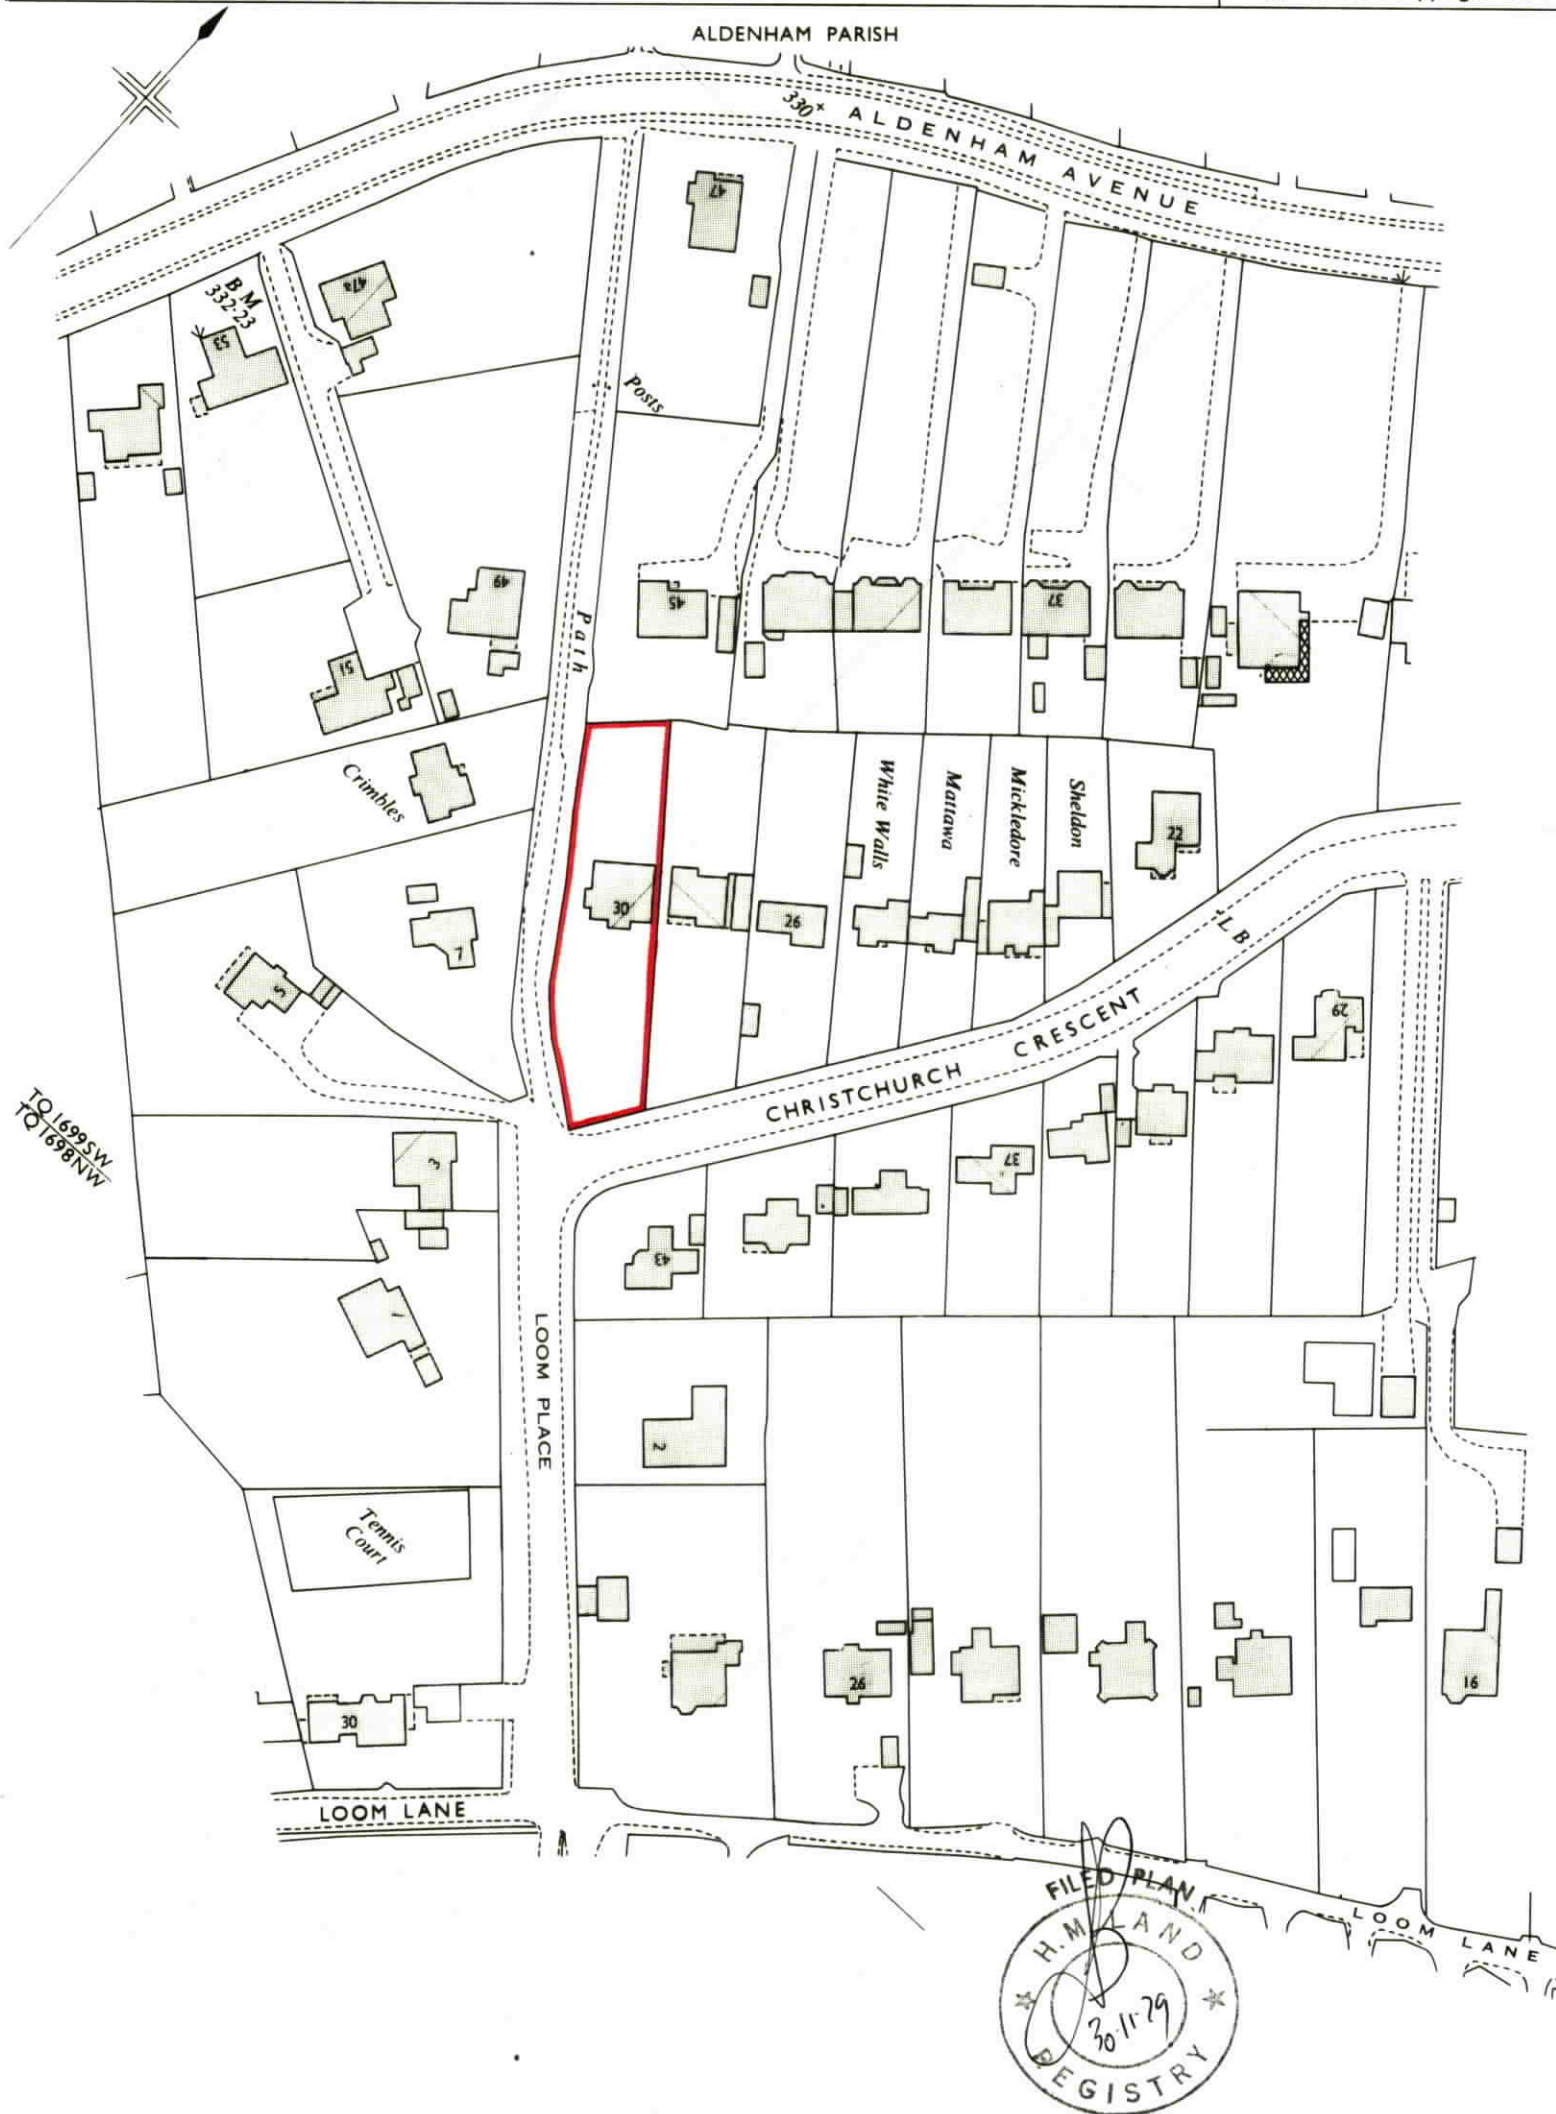 ALDENHAM PARISH
330× ALDENHAM AVENUE
47
47a
B M
332·23
53
Posts
49
45
37
Path
51
Crimbles
White Walls
Mattawa
Mickledore
Sheldon
22
30
26
7
5
L B
29
CHRISTCHURCH CRESCENT
TQ 1699SW
TQ 1698NW
3
37
43
1
LOOM PLACE
2
Tennis
Court
26
16
30
LOOM LANE
FILED PLAN
LOOM LANE
H.M. LAND
30·11·79
REGISTRY